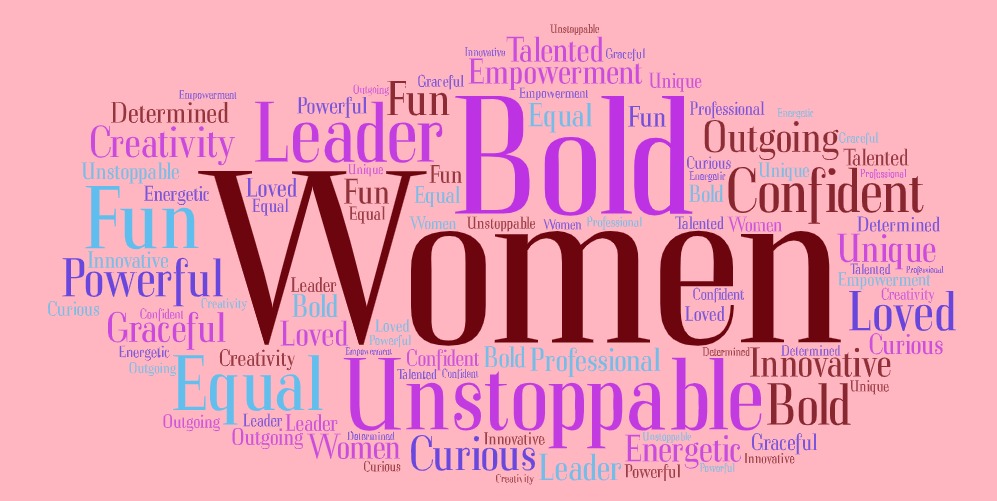 Unstoppable
Innovative Talented Graceful
Graceful Empowerment Unique
Outgoing Fun Empowerment
Empowerment Powerful Leader Bold Professional
Determined Equal Fun Energetic
Creativity Outgoing Graceful
Unstoppable Unique Fun Curious Unique Talented
Energetic Professional
Fun Energetic Loved Fun Equal Bold Confident
Equal Equal
Women Unstoppable Women Professional Talented Women Determined
Women
Innovative Unique
Powerful Talented Professional
Leader Empowerment
Curious Creativity Bold Confident Creativity
Confident Loved Loved
Graceful Loved Loved
Powerful Curious
Energetic Creativity Empowerment Confident Bold Professional Determined Determined Innovative
Outgoing Talented Confident
Equal Unstoppable Bold Unique
Outgoing Leader Leader
Outgoing Women Determined Curious Innovative Unstoppable Energetic Graceful
Curious Leader Powerful Powerful Innovative
Creativity